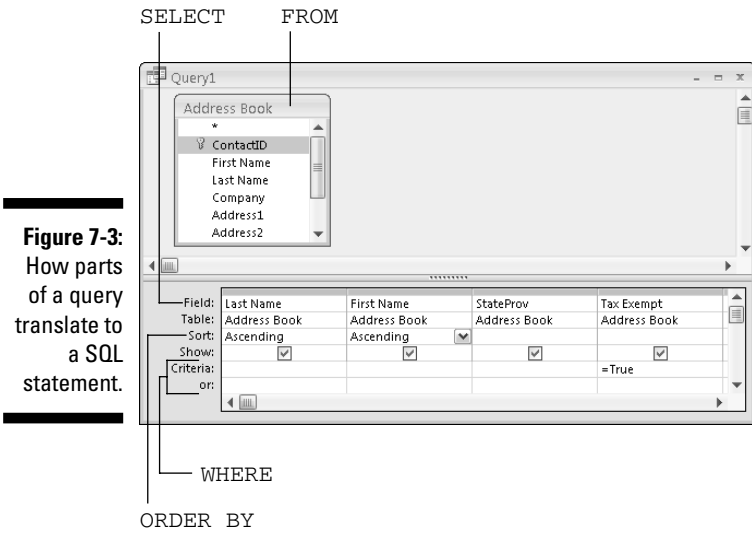 SELECT FROM
Query1
Address Book
*
ContactID
First Name
Last Name
Company
Address1
Address2
Figure 7-3:
How parts
of a query
translate to
a SQL
statement.
Field: Last Name First Name StateProv Tax Exempt
Table: Address Book Address Book Address Book Address Book
Sort: Ascending Ascending
Show:
Criteria: =True
or:
WHERE
ORDER BY